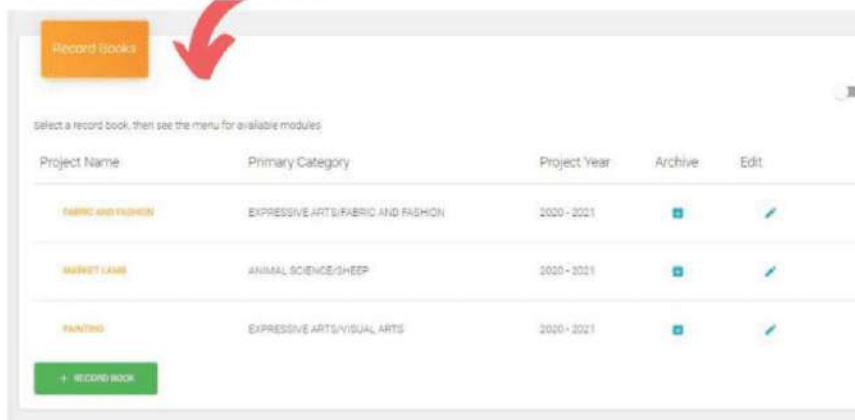 Record Books
Select a record book, then see the menu for available modules
Project Name Primary Category Project Year Archive Edit
FABRIC AND FASHION EXPRESSIVE ARTS/FABRIC AND FASHION 2020 - 2021
MARKET LAMB ANIMAL SCIENCE/SHEEP 2020 - 2021
PAINTING EXPRESSIVE ARTS/VISUAL ARTS 2020 - 2021
+ RECORD BOOK